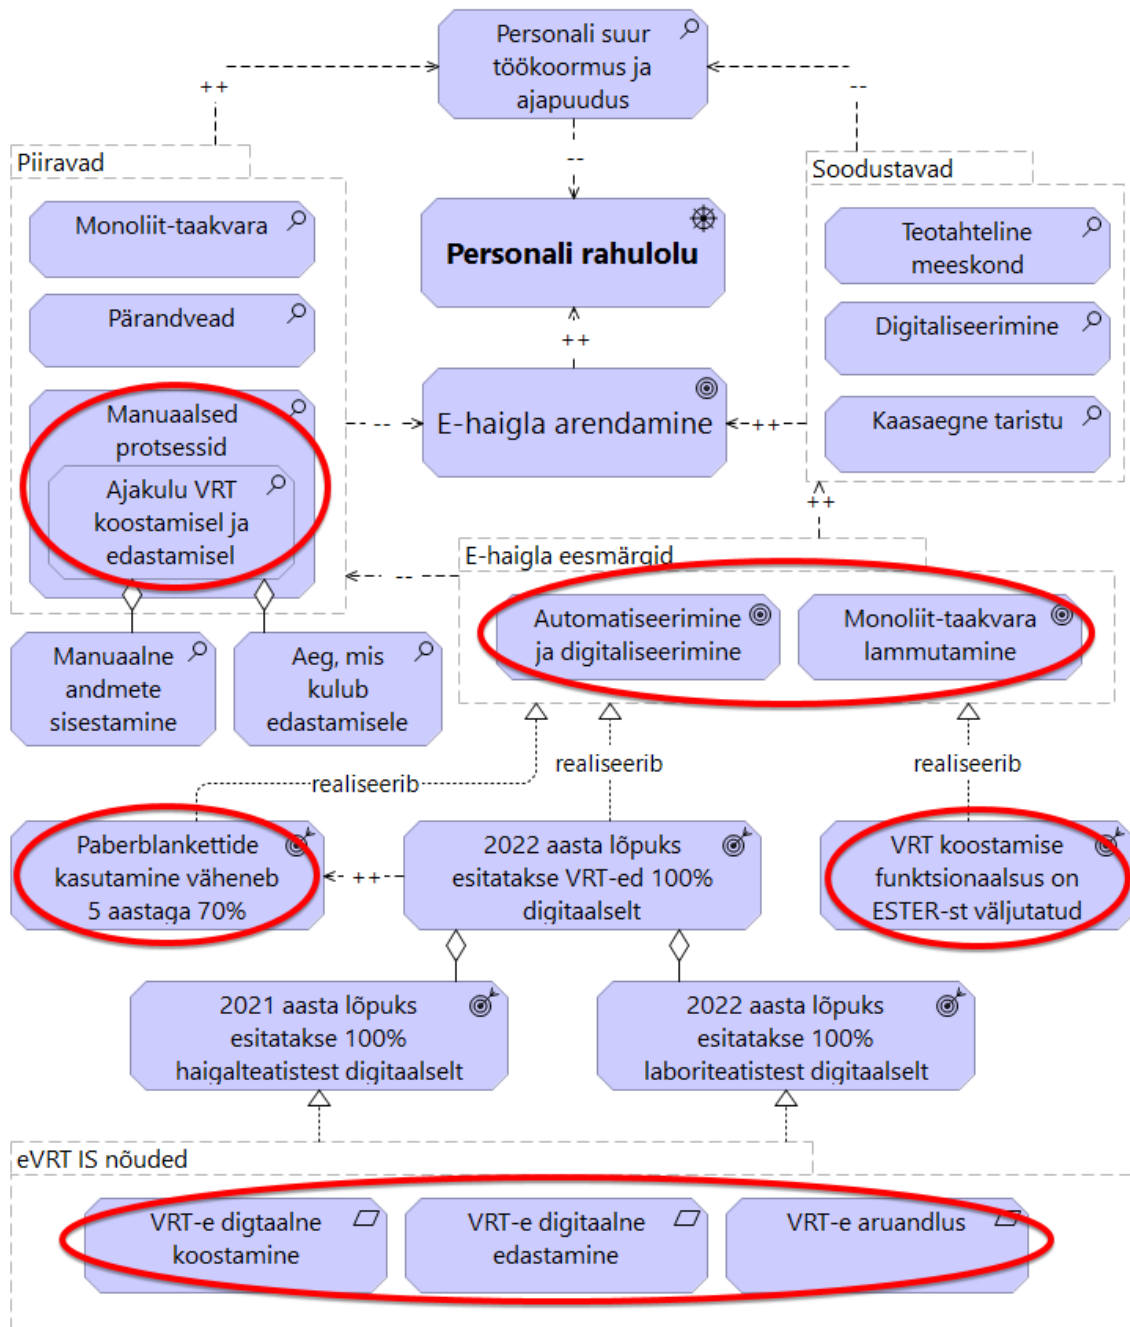 Personali suur
töökoormus ja
ajapuudus
++
--
--
Piiravad
Monoliit-taakvara
Pärandvead
Manuaalsed
protsessid
Ajakulu VRT
koostamisel ja
edastamisel
Personali rahulolu
++
E-haigla arendamine
--
++
Soodustavad
Teotahteline
meeskond
Digitaliseerimine
Kaasaegne taristu
++
--
E-haigla eesmärgid
Automatiseerimine
ja digitaliseerimine
Monoliit-taakvara
lammutamine
Manuaalne
andmete
sisestamine
Aeg, mis
kulub
edastamisele
realiseerib
realiseerib
realiseerib
Paberblankettide
kasutamine väheneb
5 aastaga 70%
++
2022 aasta lõpuks
esitatakse VRT-ed 100%
digitaalselt
VRT koostamise
funktsionaalsus on
ESTER-st väljutatud
2021 aasta lõpuks
esitatakse 100%
haigalteatistest digitaalselt
2022 aasta lõpuks
esitatakse 100%
laboriteatistest digitaalselt
eVRT IS nõuded
VRT-e digtaalne
koostamine
VRT-e digitaalne
edastamine
VRT-e aruandlus